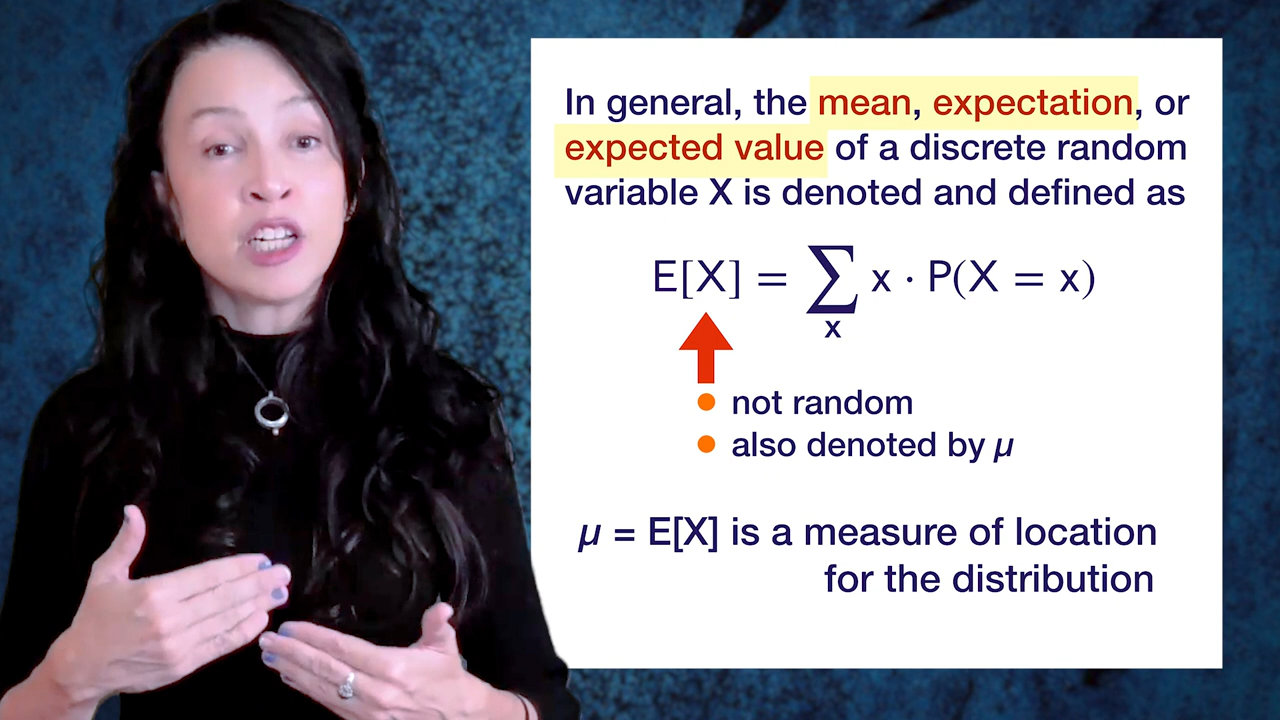 In general, the mean, expectation, or
expected value of a discrete random
variable X is denoted and defined as
E[X] = ∑ x · P(X = x)
x
• not random
• also denoted by μ
μ = E[X] is a measure of location
for the distribution